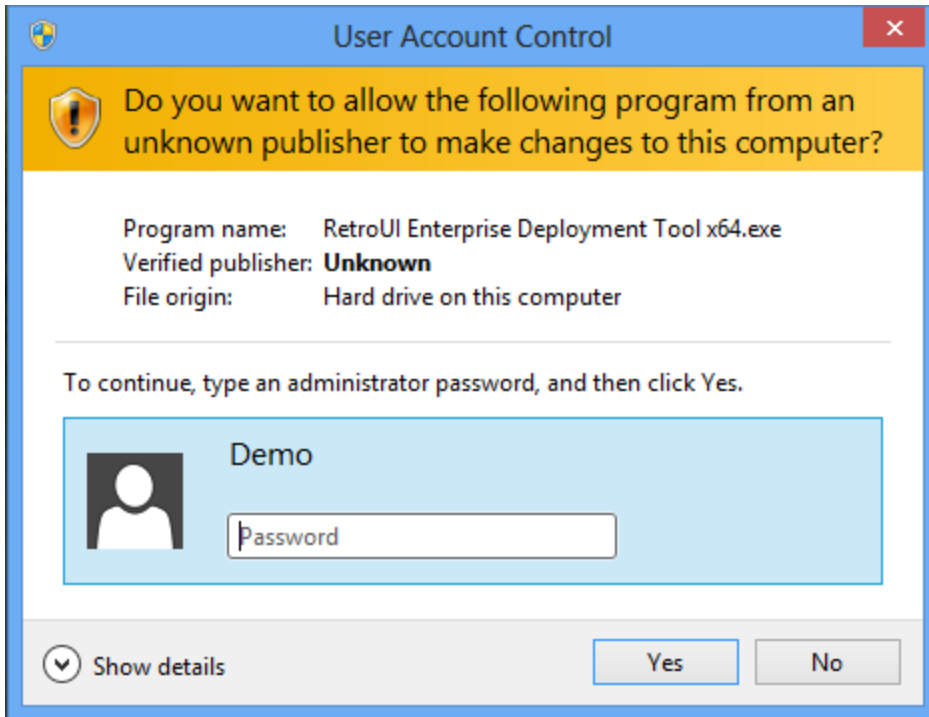 User Account Control
Do you want to allow the following program from an
unknown publisher to make changes to this computer?
Program name: RetroUI Enterprise Deployment Tool x64.exe
Verified publisher: Unknown
File origin: Hard drive on this computer
To continue, type an administrator password, and then click Yes.
Demo
Password
Show details Yes No